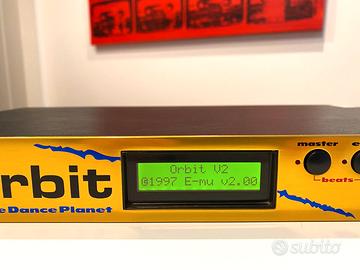 rbit
e Dance Planet
Orbit V2
@1997 E-mu v2.00
master
e
beats
subito